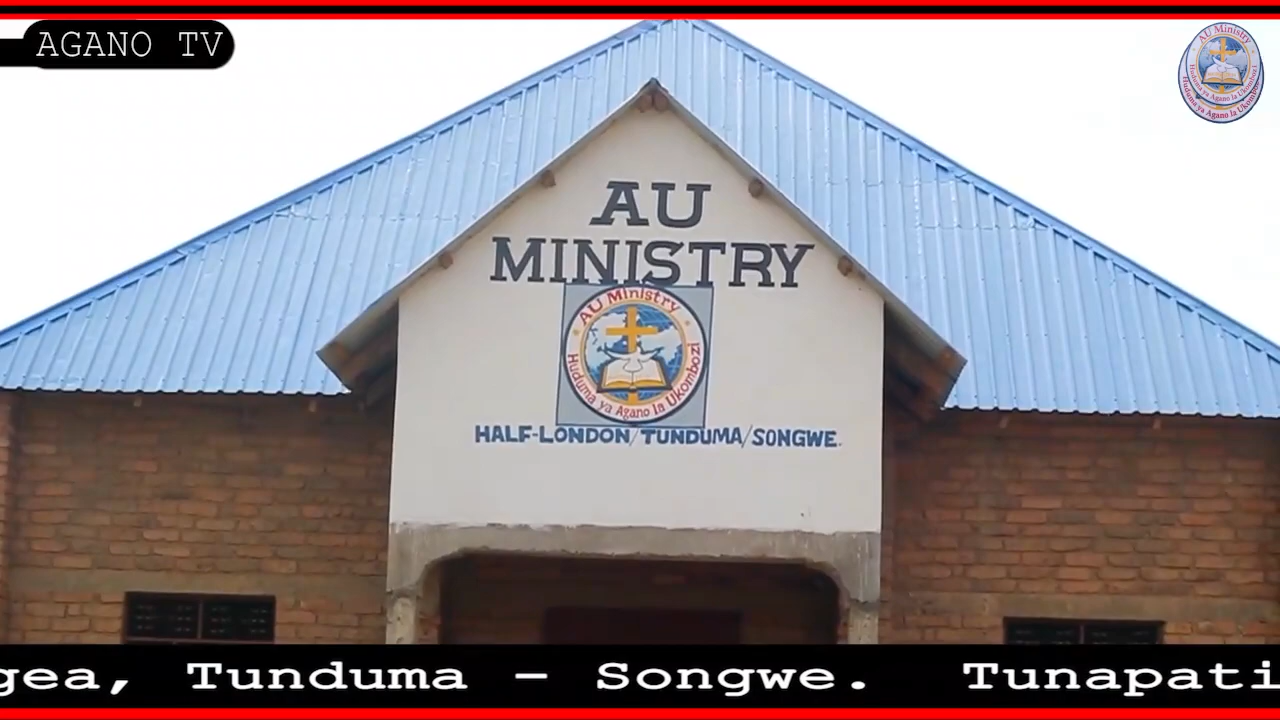 AGANO TV
AU Ministry
Huduma ya Agano la Ukombozi
AU
MINISTRY
AU Ministry
Huduma ya Agano la Ukombozi
HALF-LONDON/TUNDUMA/SONGWE.
gea, Tunduma – Songwe. Tunapati